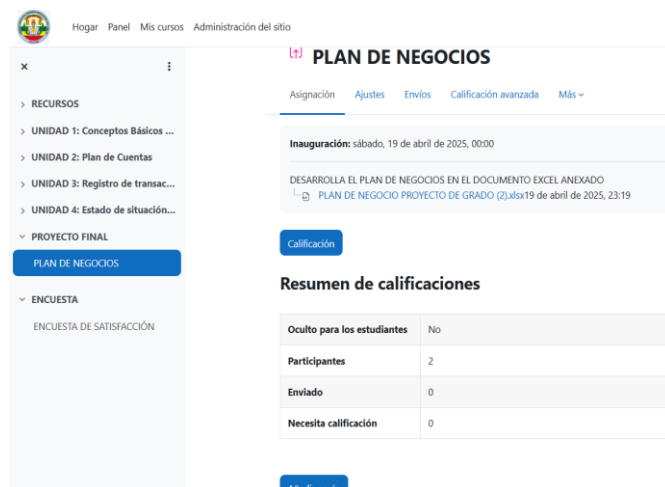 Hogar Panel Mis cursos Administración del sitio
RECURSOS
UNIDAD 1: Conceptos Básicos ...
UNIDAD 2: Plan de Cuentas
UNIDAD 3: Registro de transac...
UNIDAD 4: Estado de situación...
PROYECTO FINAL
PLAN DE NEGOCIOS
ENCUESTA
ENCUESTA DE SATISFACCIÓN
PLAN DE NEGOCIOS
Asignación Ajustes Envíos Calificación avanzada Más
Inauguración: sábado, 19 de abril de 2025, 00:00
DESARROLLA EL PLAN DE NEGOCIOS EN EL DOCUMENTO EXCEL ANEXADO
PLAN DE NEGOCIO PROYECTO DE GRADO (2).xlsx19 de abril de 2025, 23:19
Calificación
Resumen de calificaciones
Oculto para los estudiantes No
Participantes 2
Enviado 0
Necesita calificación 0